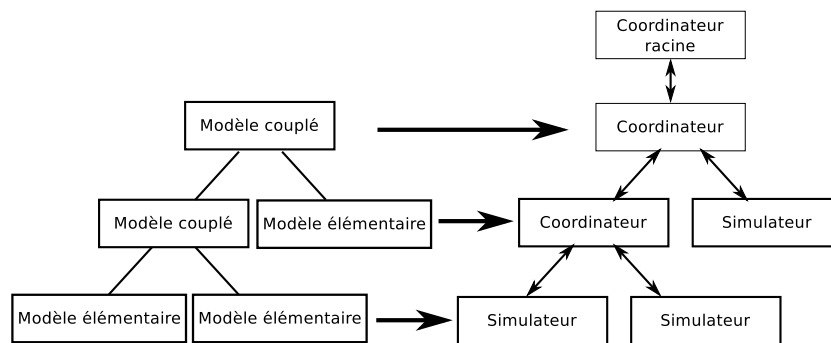 Coordinateur
racine
Modèle couplé
Coordinateur
Modèle couplé
Modèle élémentaire
Coordinateur
Simulateur
Modèle élémentaire
Modèle élémentaire
Simulateur
Simulateur